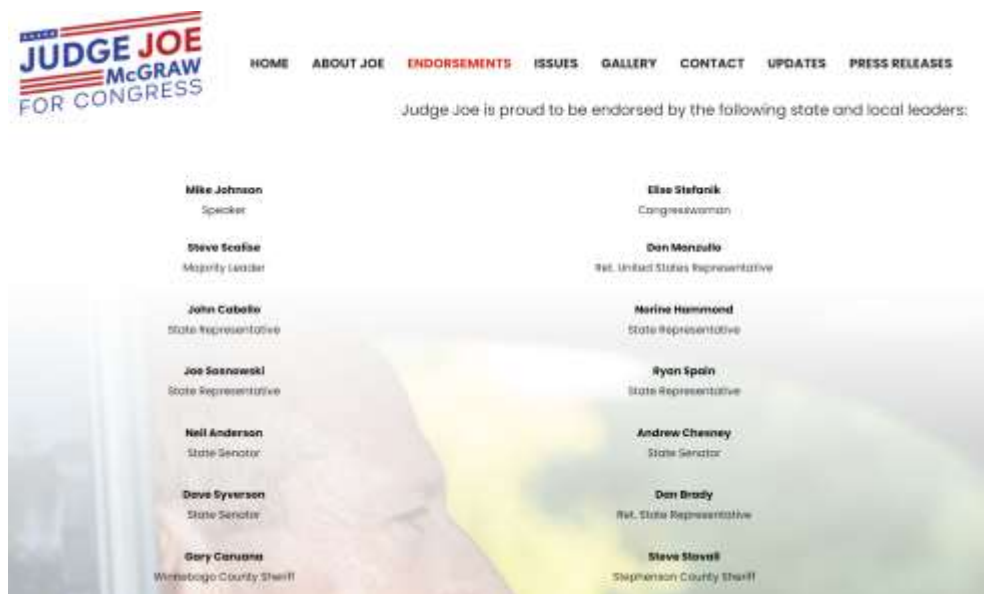 JUDGE JOE
McGRAW
FOR CONGRESS
HOME ABOUT JOE ENDORSEMENTS ISSUES GALLERY CONTACT UPDATES PRESS RELEASES
Judge Joe is proud to be endorsed by the following state and local leaders:
Mike Johnson
Speaker
Elise Stefanik
Congresswoman
Steve Scalise
Majority Leader
Don Manzullo
Ret. United States Representative
John Cabello
State Representative
Norine Hammond
State Representative
Joe Sosnowski
State Representative
Ryan Spain
State Representative
Neil Anderson
State Senator
Andrew Chesney
State Senator
Dave Syverson
State Senator
Dan Brady
Ret. State Representative
Gary Caruana
Winnebago County Sheriff
Steve Stovall
Stephenson County Sheriff